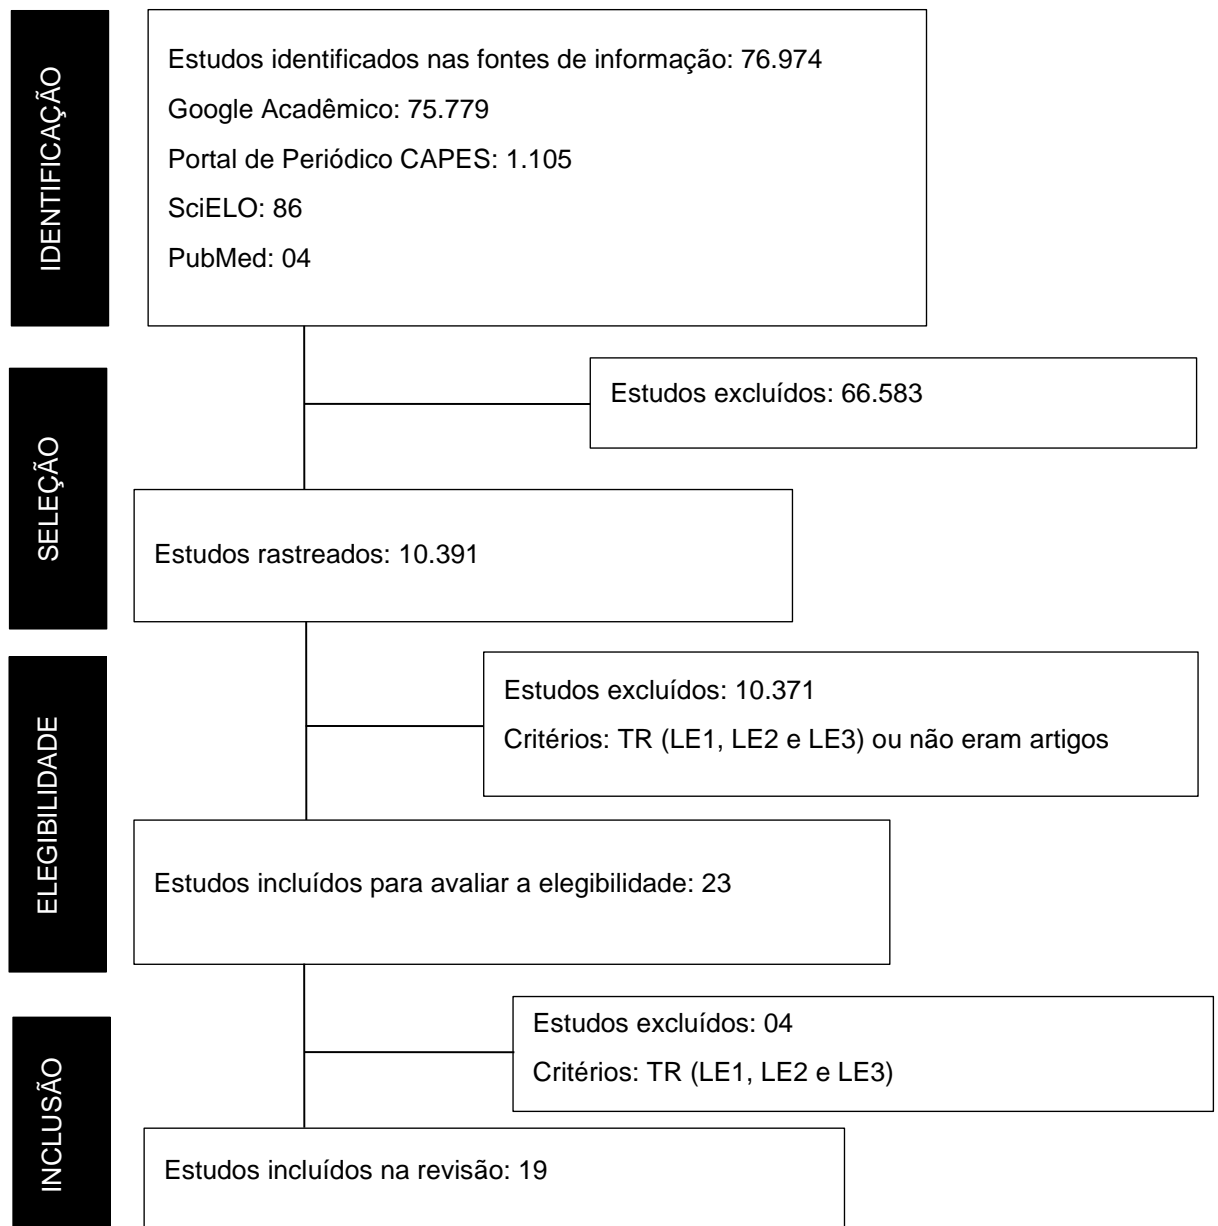 IDENTIFICAÇÃO
Estudos identificados nas fontes de informação: 76.974
Google Acadêmico: 75.779
Portal de Periódico CAPES: 1.105
SciELO: 86
PubMed: 04
SELEÇÃO
Estudos excluídos: 66.583
Estudos rastreados: 10.391
ELEGIBILIDADE
Estudos excluídos: 10.371
Critérios: TR (LE1, LE2 e LE3) ou não eram artigos
Estudos incluídos para avaliar a elegibilidade: 23
INCLUSÃO
Estudos excluídos: 04
Critérios: TR (LE1, LE2 e LE3)
Estudos incluídos na revisão: 19